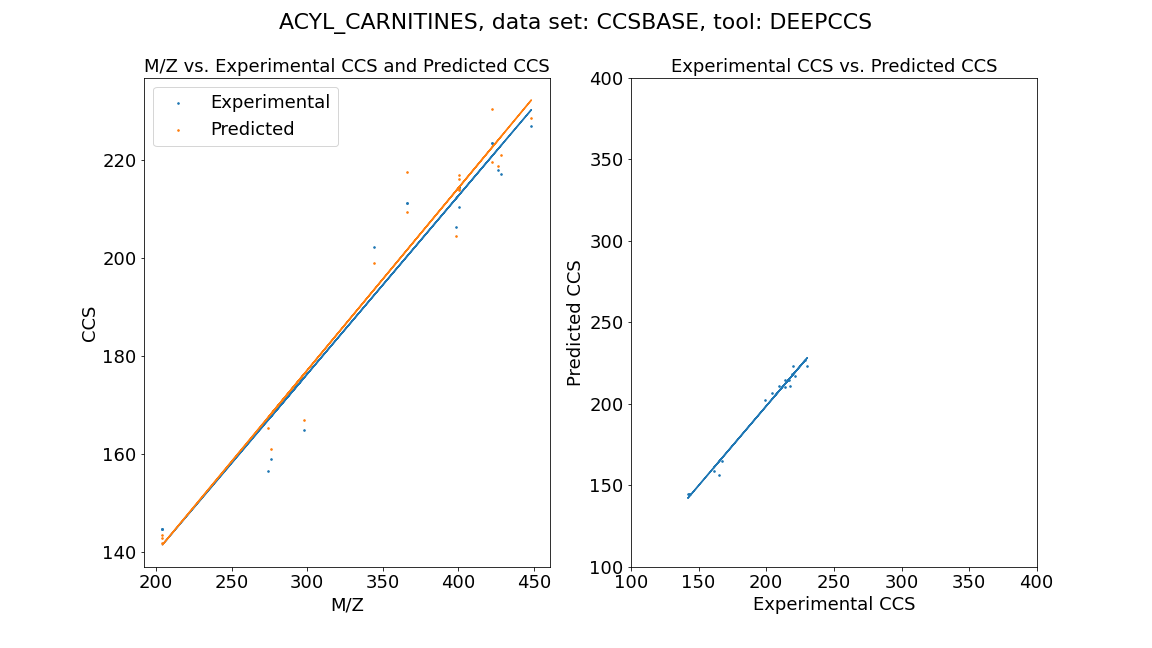 ACYL_CARNITINES, data set: CCSBASE, tool: DEEPCCS
M/Z vs. Experimental CCS and Predicted CCS
Experimental
Predicted
CCS
220
200
180
160
140
200 250 300 350 400 450
M/Z
Experimental CCS vs. Predicted CCS
Predicted CCS
400
350
300
250
200
150
100
100 150 200 250 300 350 400
Experimental CCS